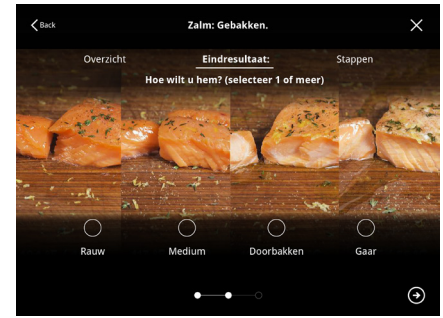 Back
Zalm: Gebakken.
Overzicht
Eindresultaat:
Stappen
Hoe wilt u hem? (selecteer 1 of meer)
Rauw
Medium
Doorbakken
Gaar